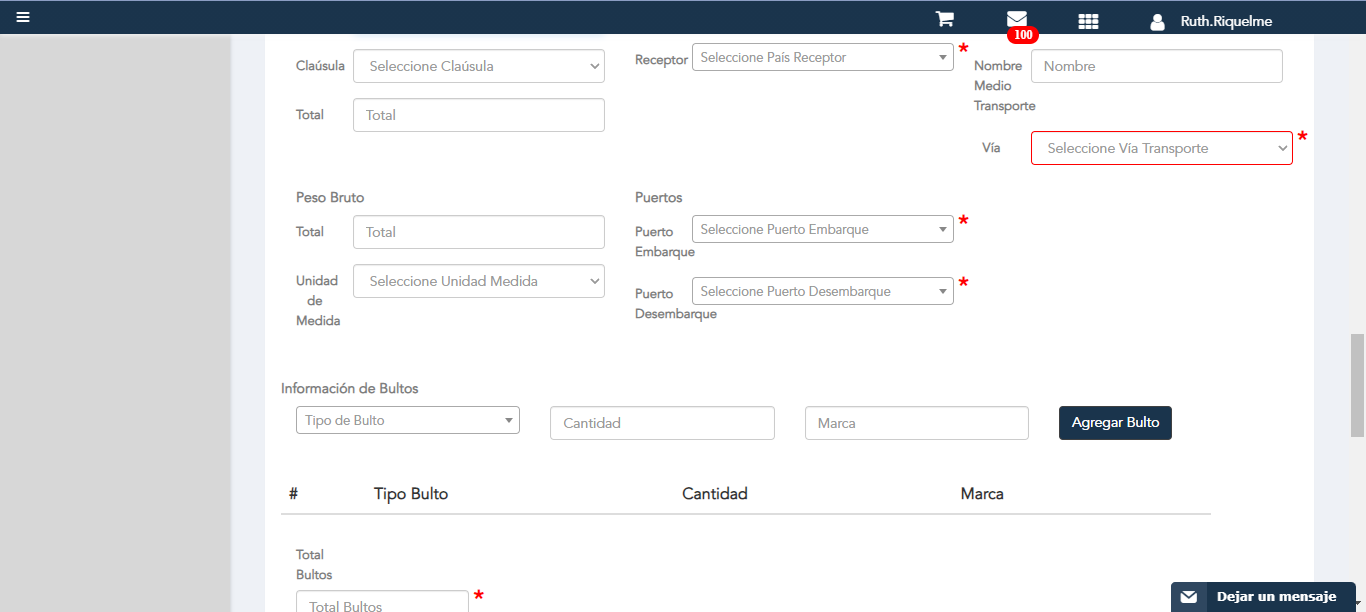 Ruth.Riquelme
100
Claúsula
Seleccione Claúsula
Receptor
Seleccione País Receptor
*
Nombre
Medio
Transporte
Nombre
Total
Total
Vía
Seleccione Vía Transporte
*
Peso Bruto
Puertos
Total
Total
Puerto
Embarque
Seleccione Puerto Embarque
*
Unidad
de
Medida
Seleccione Unidad Medida
Puerto
Desembarque
Seleccione Puerto Desembarque
*
Información de Bultos
Tipo de Bulto
Cantidad
Marca
Agregar Bulto
# Tipo Bulto Cantidad Marca
Total
Bultos
Total Bultos
*
Dejar un mensaje